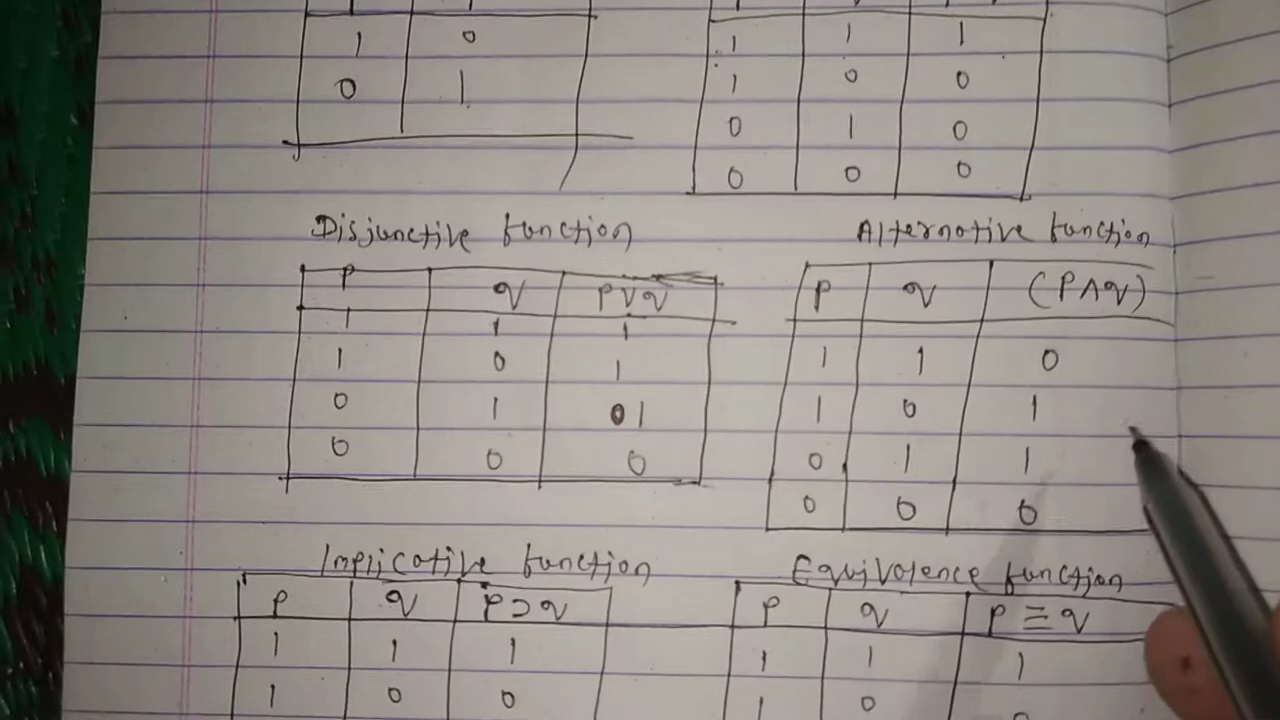 1 0
0 1
1 1 1
1 0 0
0 1 0
0 0 0
Disjunctive function
p q p∨q
1 1 1
1 0 1
0 1 01
0 0 0
Alternative function
p q (p∧q)
1 1 0
1 0 1
0 1 1
0 0 0
Implicative function
p q p⊃q
1 1 1
1 0 0
Equivalence function
p q p≡q
1 1 1
1 0